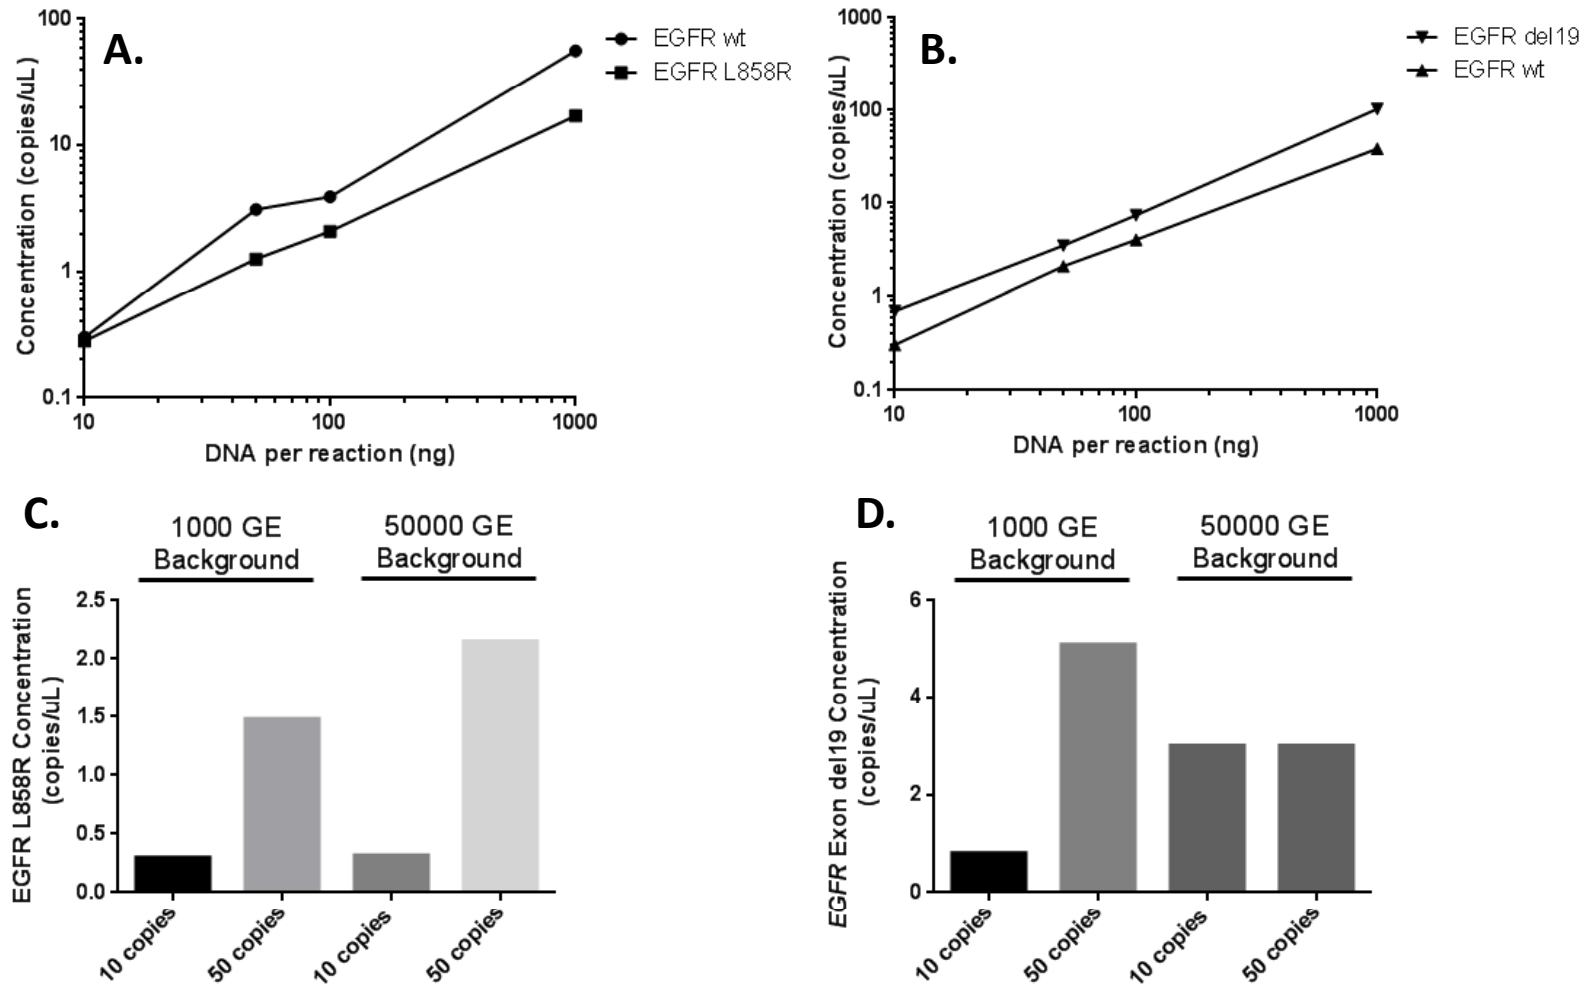 A.
100
10
1
0.1
10
100
1000
Concentration (copies/uL)
DNA per reaction (ng)
EGFR wt
EGFR L858R
B.
1000
100
10
1
0.1
10
100
1000
Concentration (copies/uL)
DNA per reaction (ng)
EGFR del19
EGFR wt
C.
1000 GE
Background
50000 GE
Background
2.5
2.0
1.5
1.0
0.5
0.0
EGFR L858R Concentration
(copies/uL)
10 copies
50 copies
10 copies
50 copies
D.
1000 GE
Background
50000 GE
Background
6
4
2
0
EGFR Exon del19 Concentration
(copies/uL)
10 copies
50 copies
10 copies
50 copies